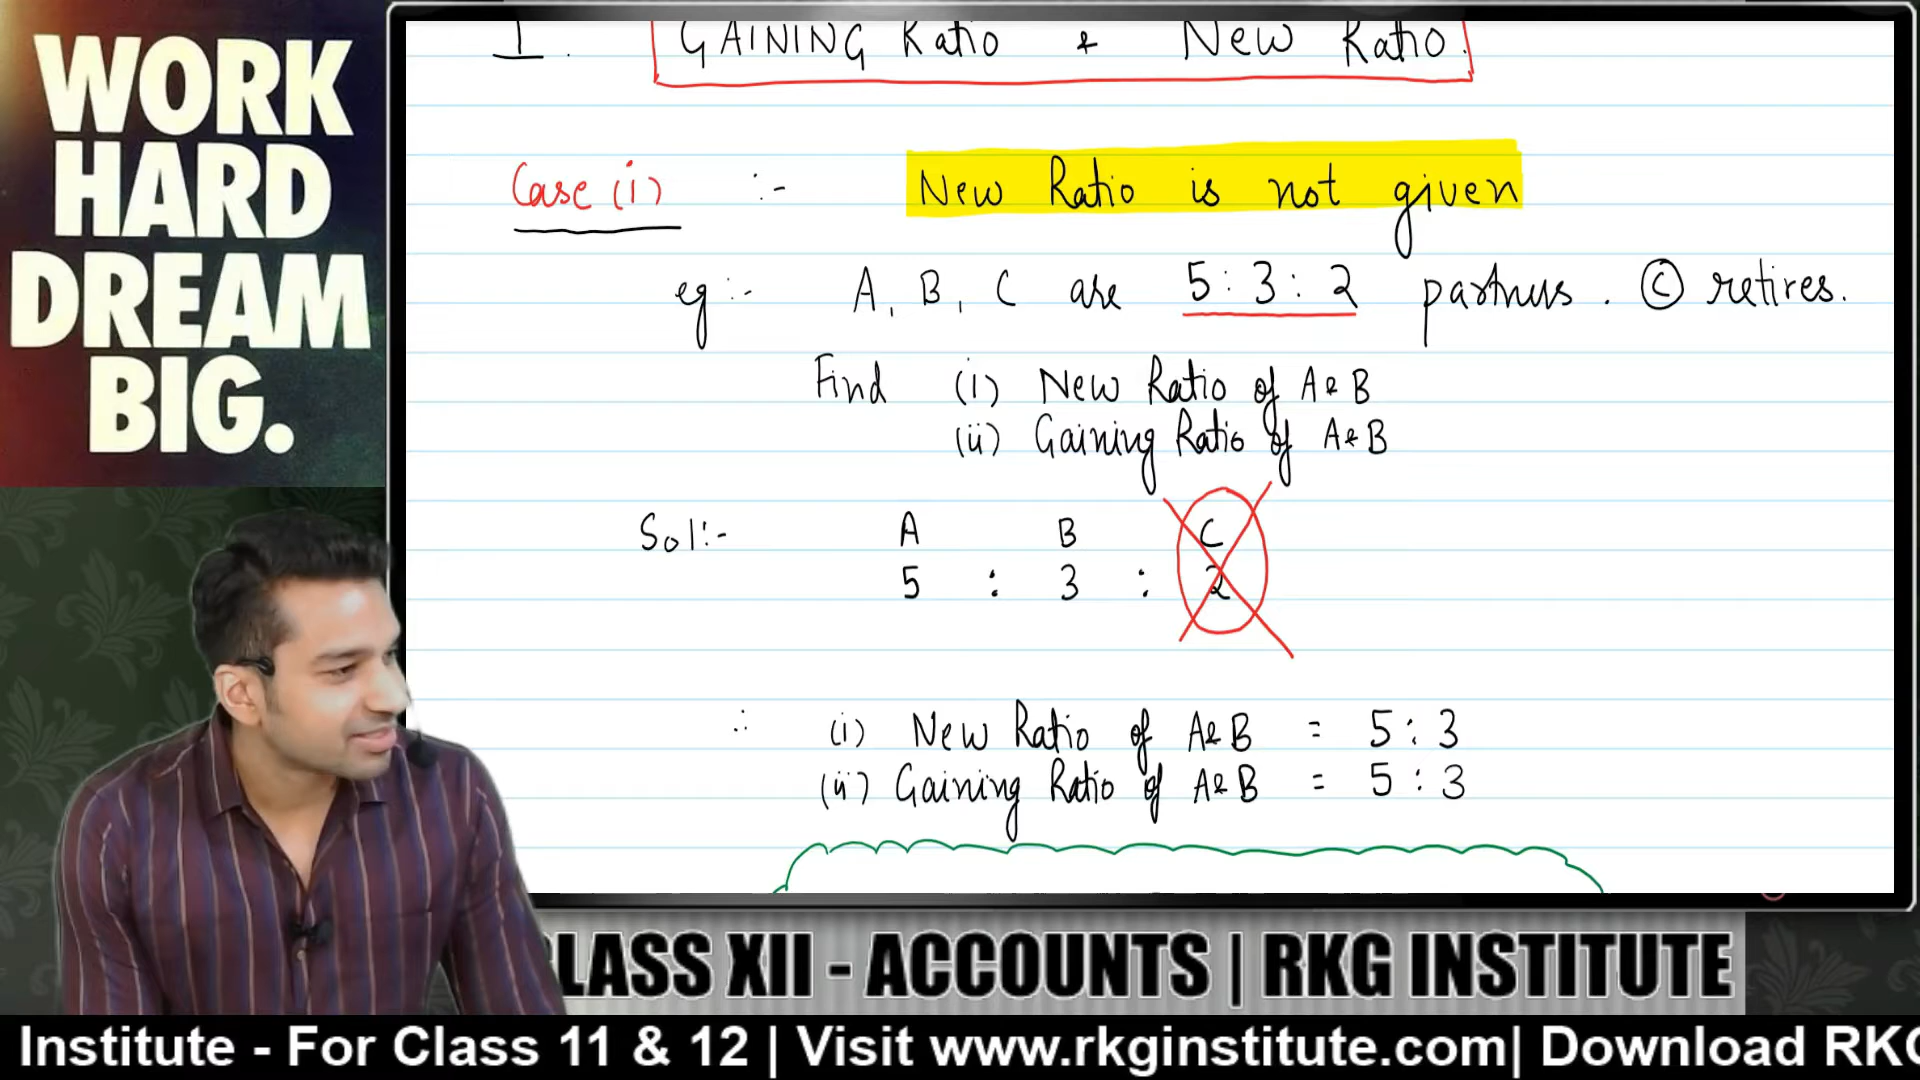 WORK
HARD
DREAM
BIG.
1. GAINING Ratio & New Ratio.
Case (i) :- New Ratio is not given
eg :- A, B, C are 5 : 3 : 2 partners. Ⓒ retires.
Find (i) New Ratio of A & B
(ii) Gaining Ratio of A & B
Sol:- A B C
5 : 3 : 2
∴ (i) New Ratio of A & B = 5 : 3
(ii) Gaining Ratio of A & B = 5 : 3
LASS XII - ACCOUNTS | RKG INSTITUTE
Institute - For Class 11 & 12 | Visit www.rkginstitute.com| Download RKG